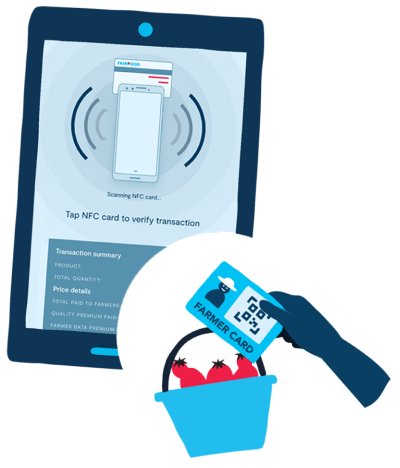 FAIRFOOD
Scanning NFC card...
Tap NFC card to verify transaction
Transaction summary
PRODUCT:
TOTAL QUANTITY:
Price details
TOTAL PAID TO FARMERS
QUALITY PREMIUM PAID
FARMER DATA PREMIUM
FARMER CARD